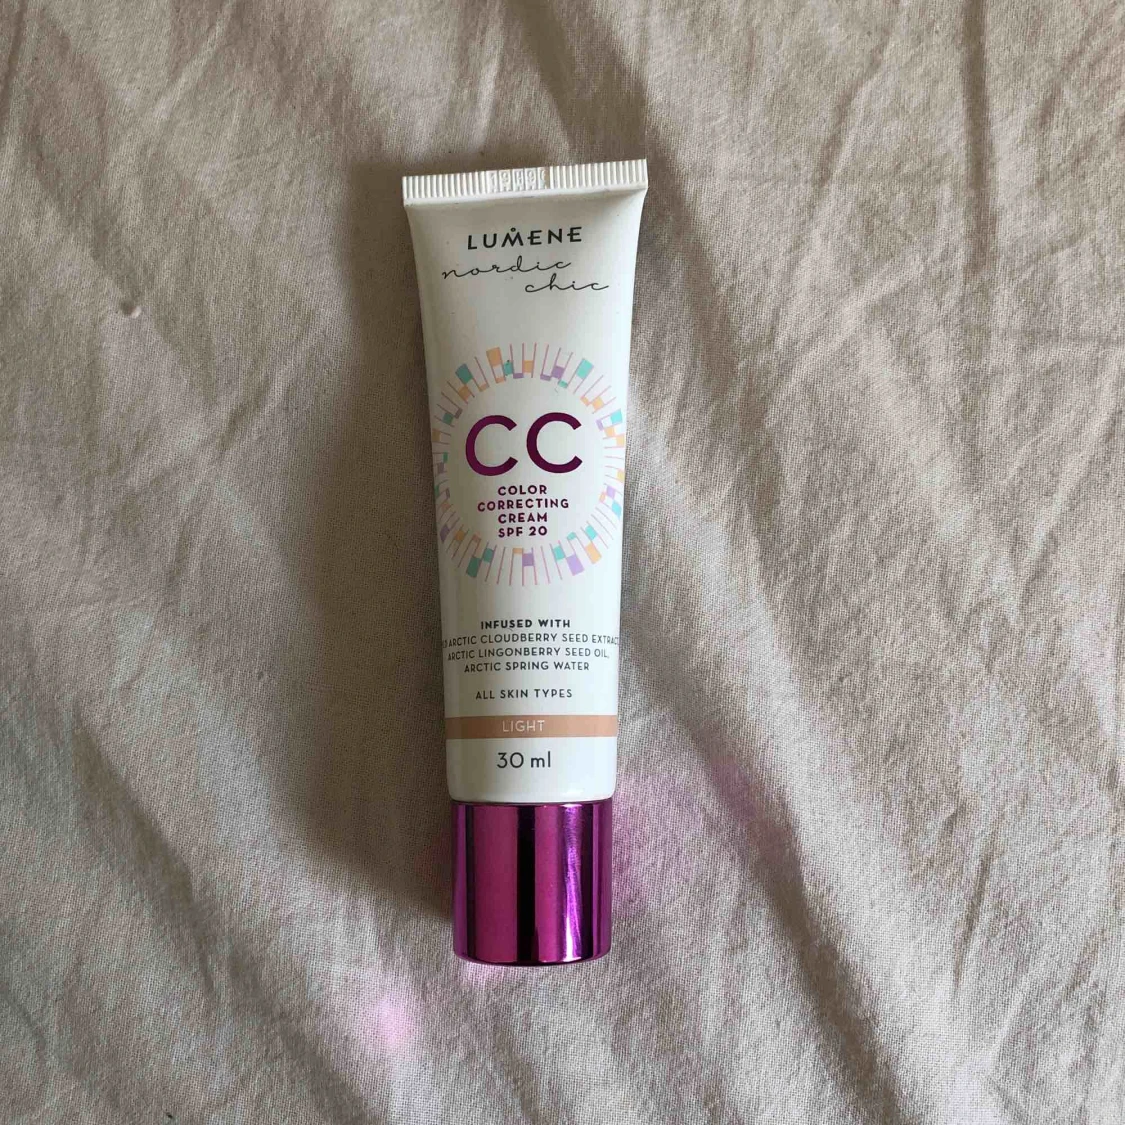 LUMENE
nordic
chic
CC
COLOR
CORRECTING
CREAM
SPF 20
INFUSED WITH
ARCTIC CLOUDBERRY SEED EXTRACT
ARCTIC LINGONBERRY SEED OIL,
ARCTIC SPRING WATER
ALL SKIN TYPES
LIGHT
30 ml